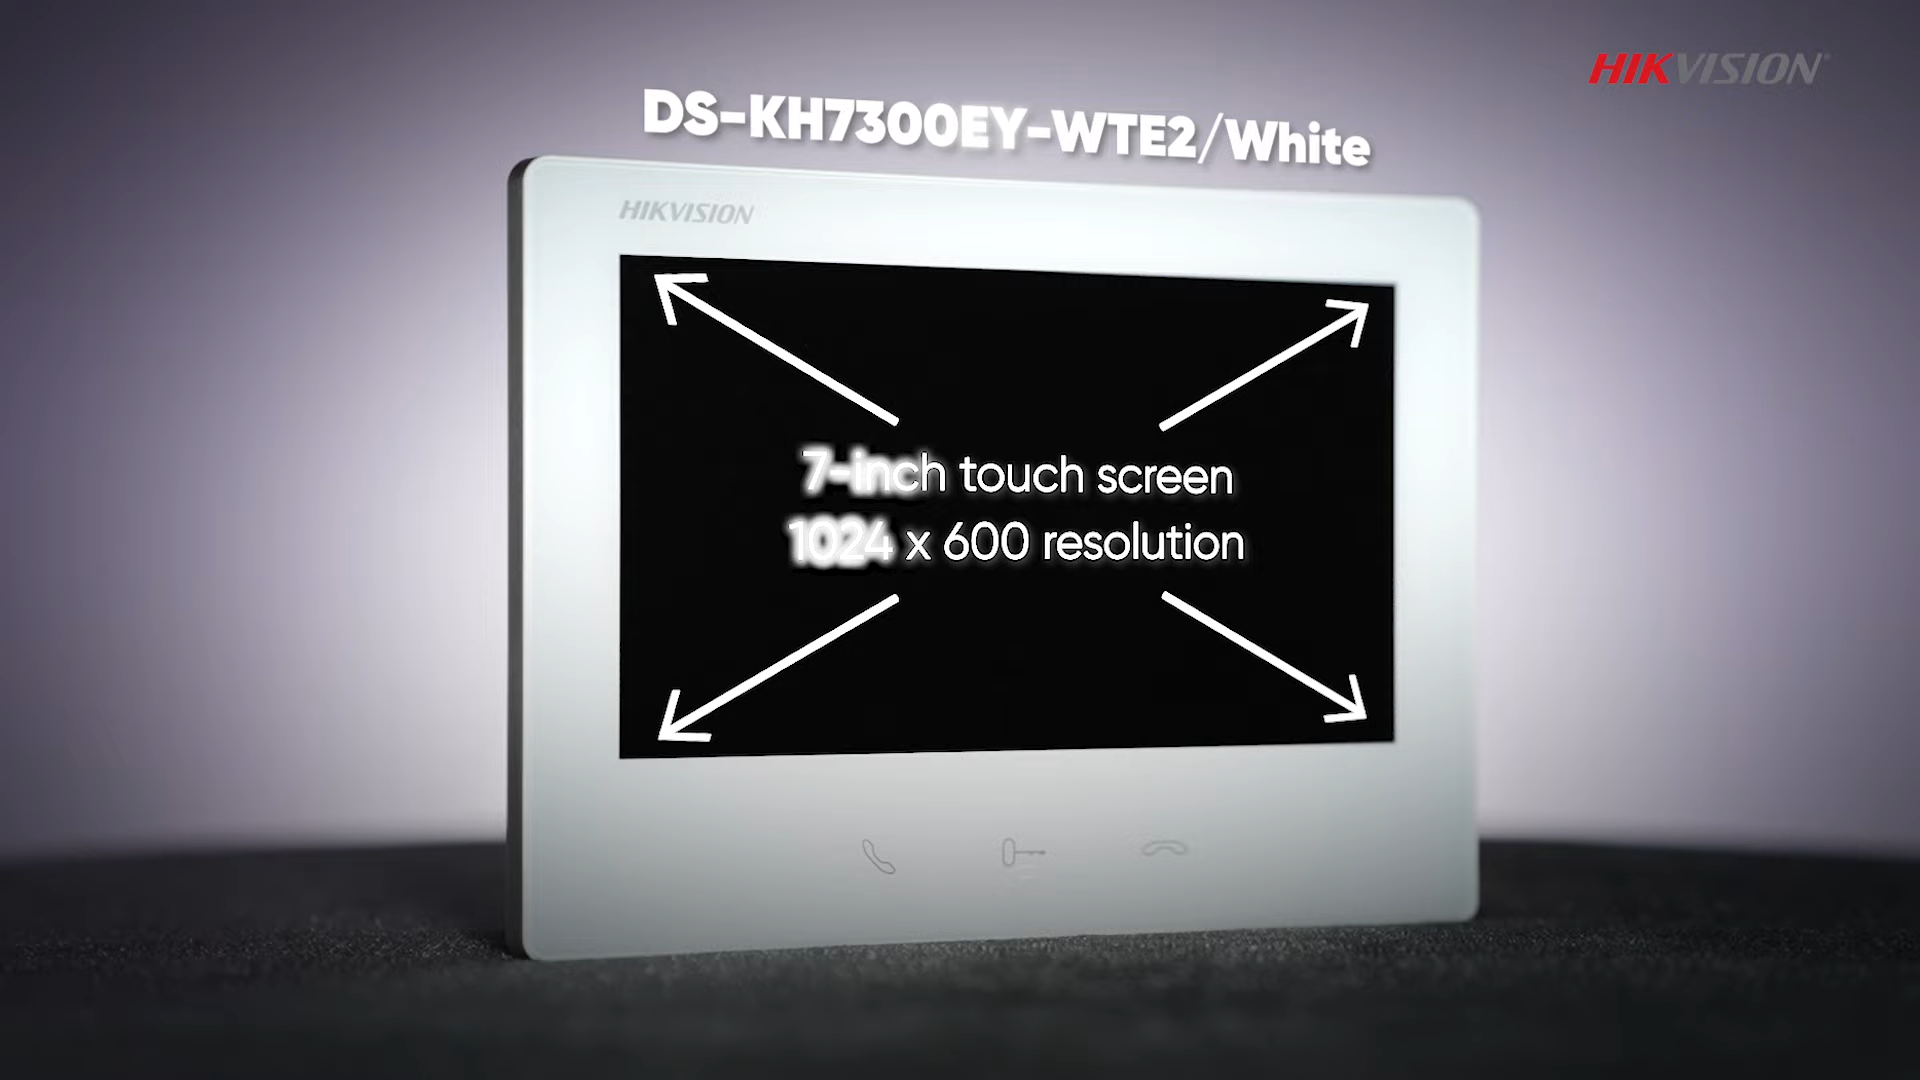 HIKVISION
DS-KH7300EY-WTE2/White
HIKVISION
7-inch touch screen
1024 x 600 resolution